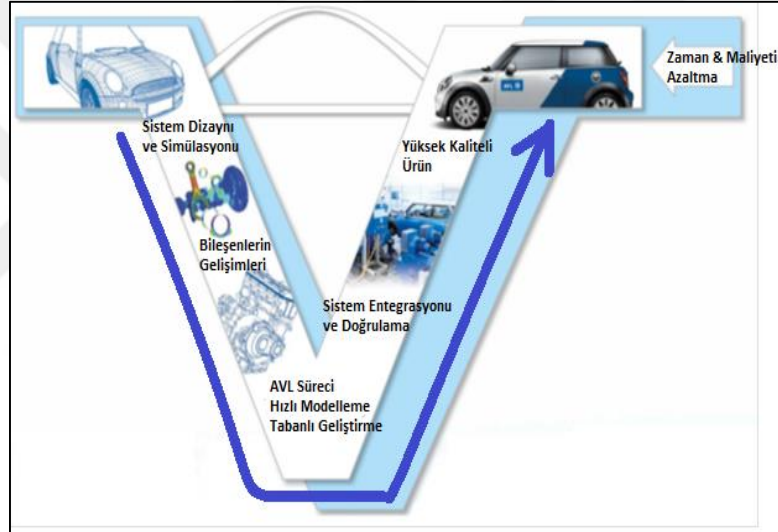 Zaman & Maliyeti
Azaltma
Sistem Dizaynı
ve Simülasyonu
Yüksek Kaliteli
Ürün
Bileşenlerin
Gelişimleri
Sistem Entegrasyonu
ve Doğrulama
AVL Süreci
Hızlı Modelleme
Tabanlı Geliştirme